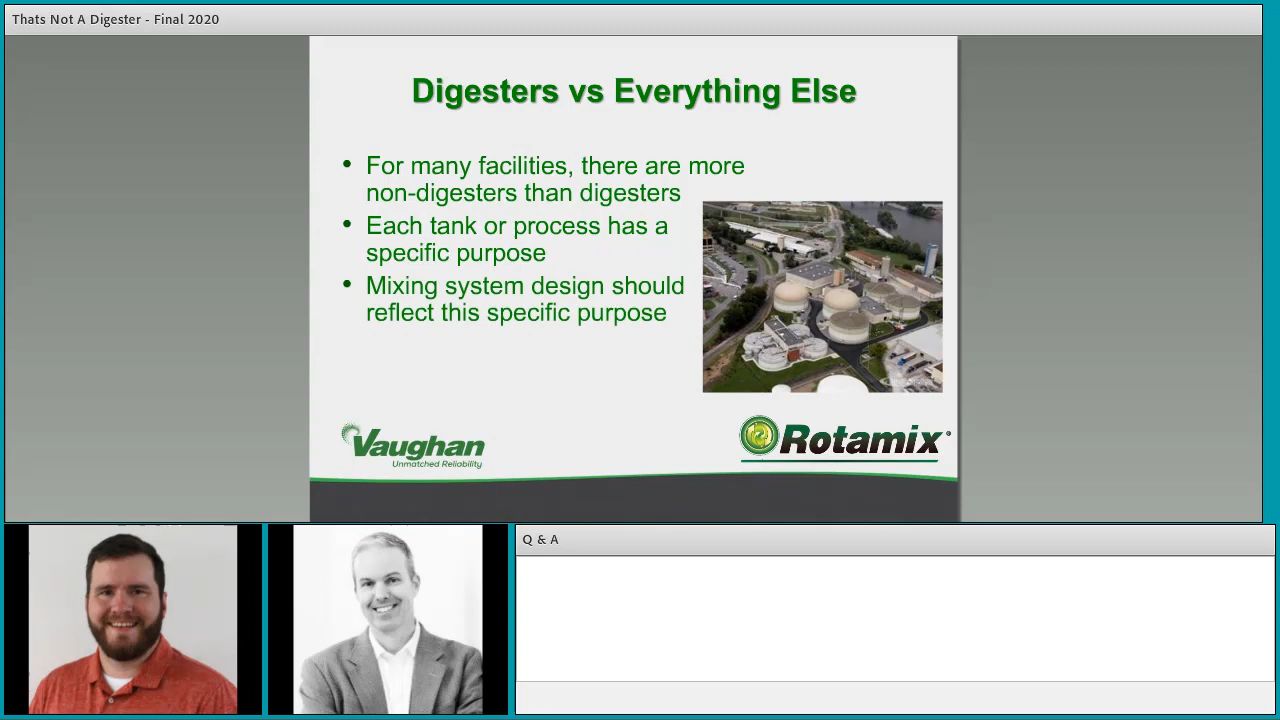 Thats Not A Digester - Final 2020
Digesters vs Everything Else
• For many facilities, there are more
non-digesters than digesters
• Each tank or process has a
specific purpose
• Mixing system design should
reflect this specific purpose
Vaughan
Unmatched Reliability
Rotamix®
Q & A